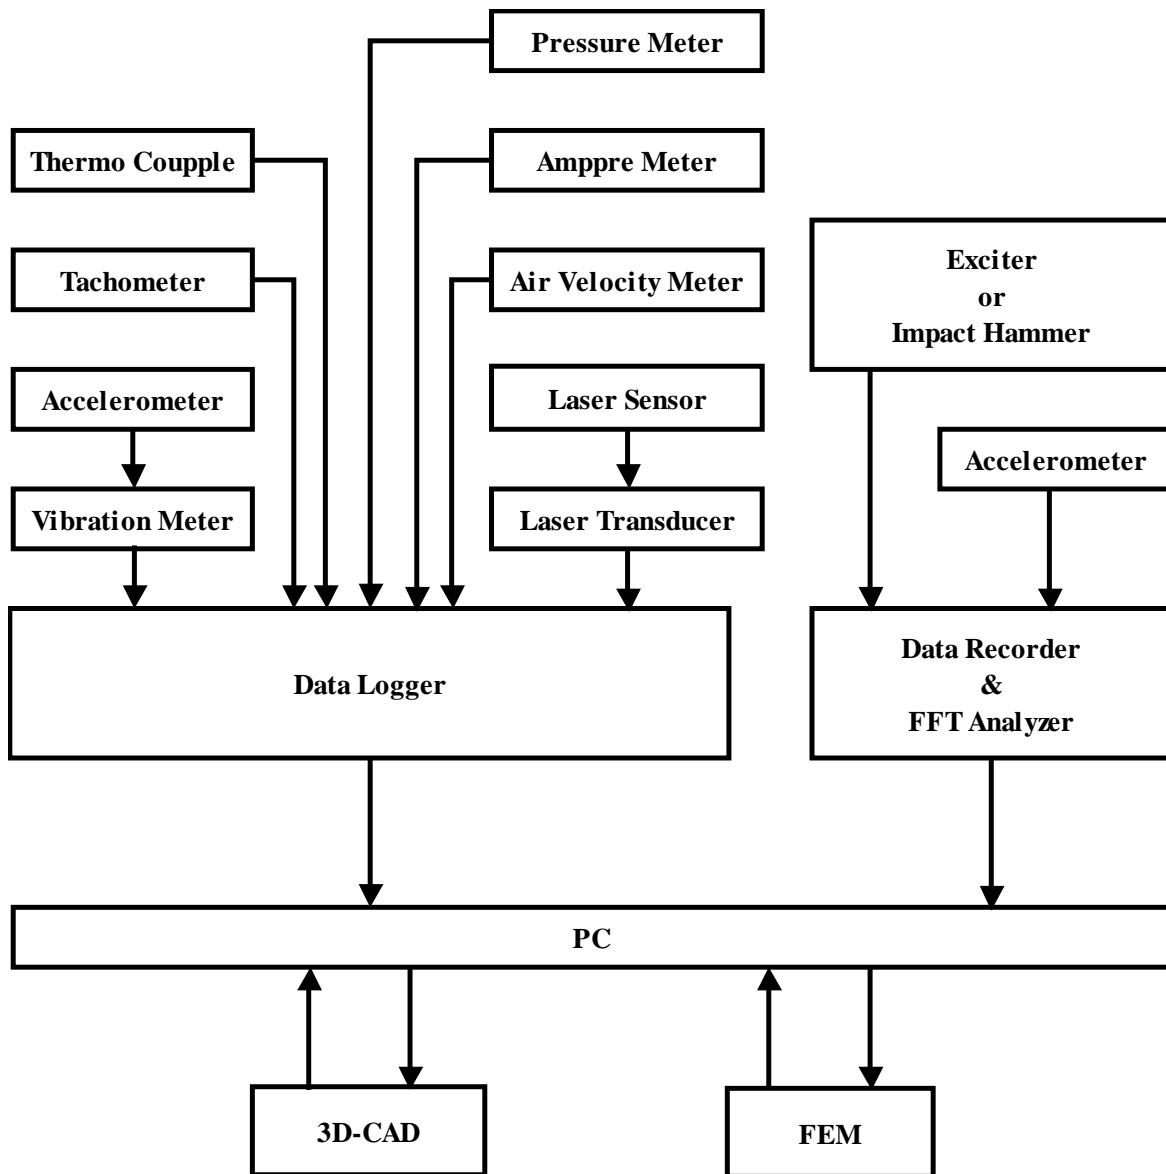 Pressure Meter
Thermo Coupple
Amppre Meter
Tachometer
Air Velocity Meter
Exciter
or
Impact Hammer
Accelerometer
Laser Sensor
Accelerometer
Vibration Meter
Laser Transducer
Data Logger
Data Recorder
&
FFT Analyzer
PC
3D-CAD
FEM